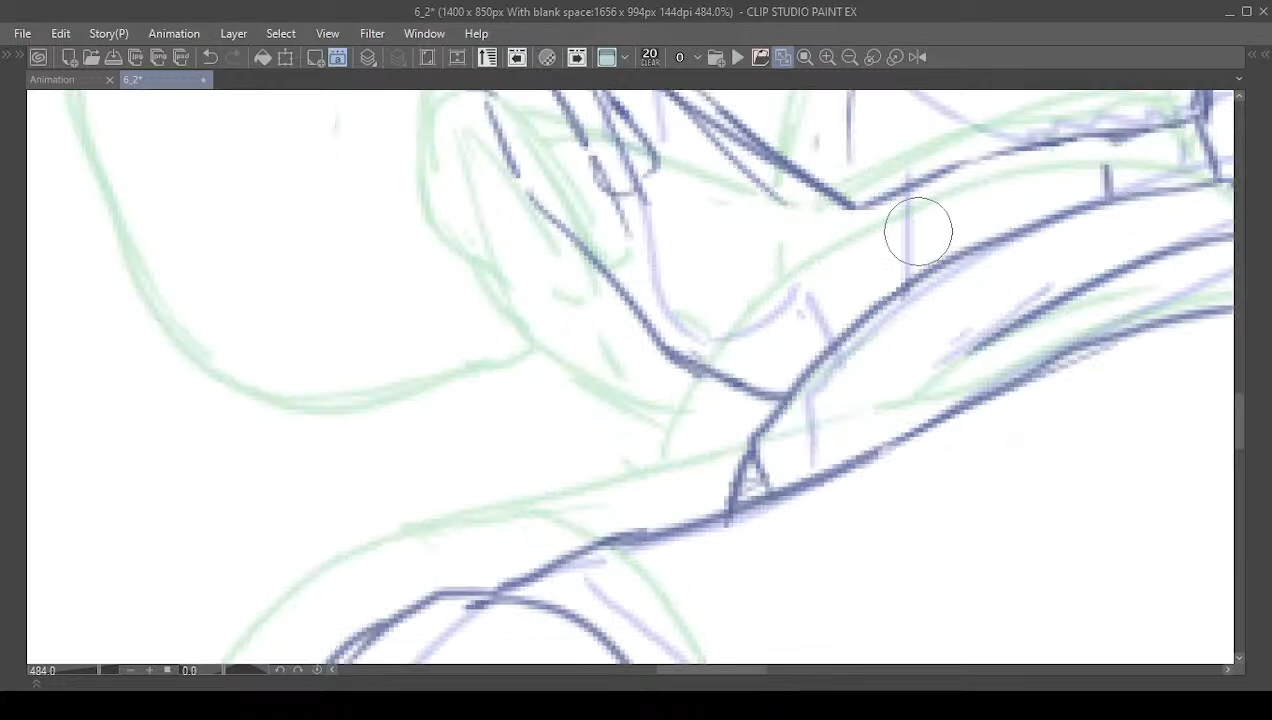 6_2* (1400 x 850px With blank space:1656 x 994px 144dpi 484.0%)  - CLIP STUDIO PAINT EX
File Edit Story(P) Animation Layer Select View Filter Window Help
20 CLEAR 0
Animation 6_2*
484.0 0.0